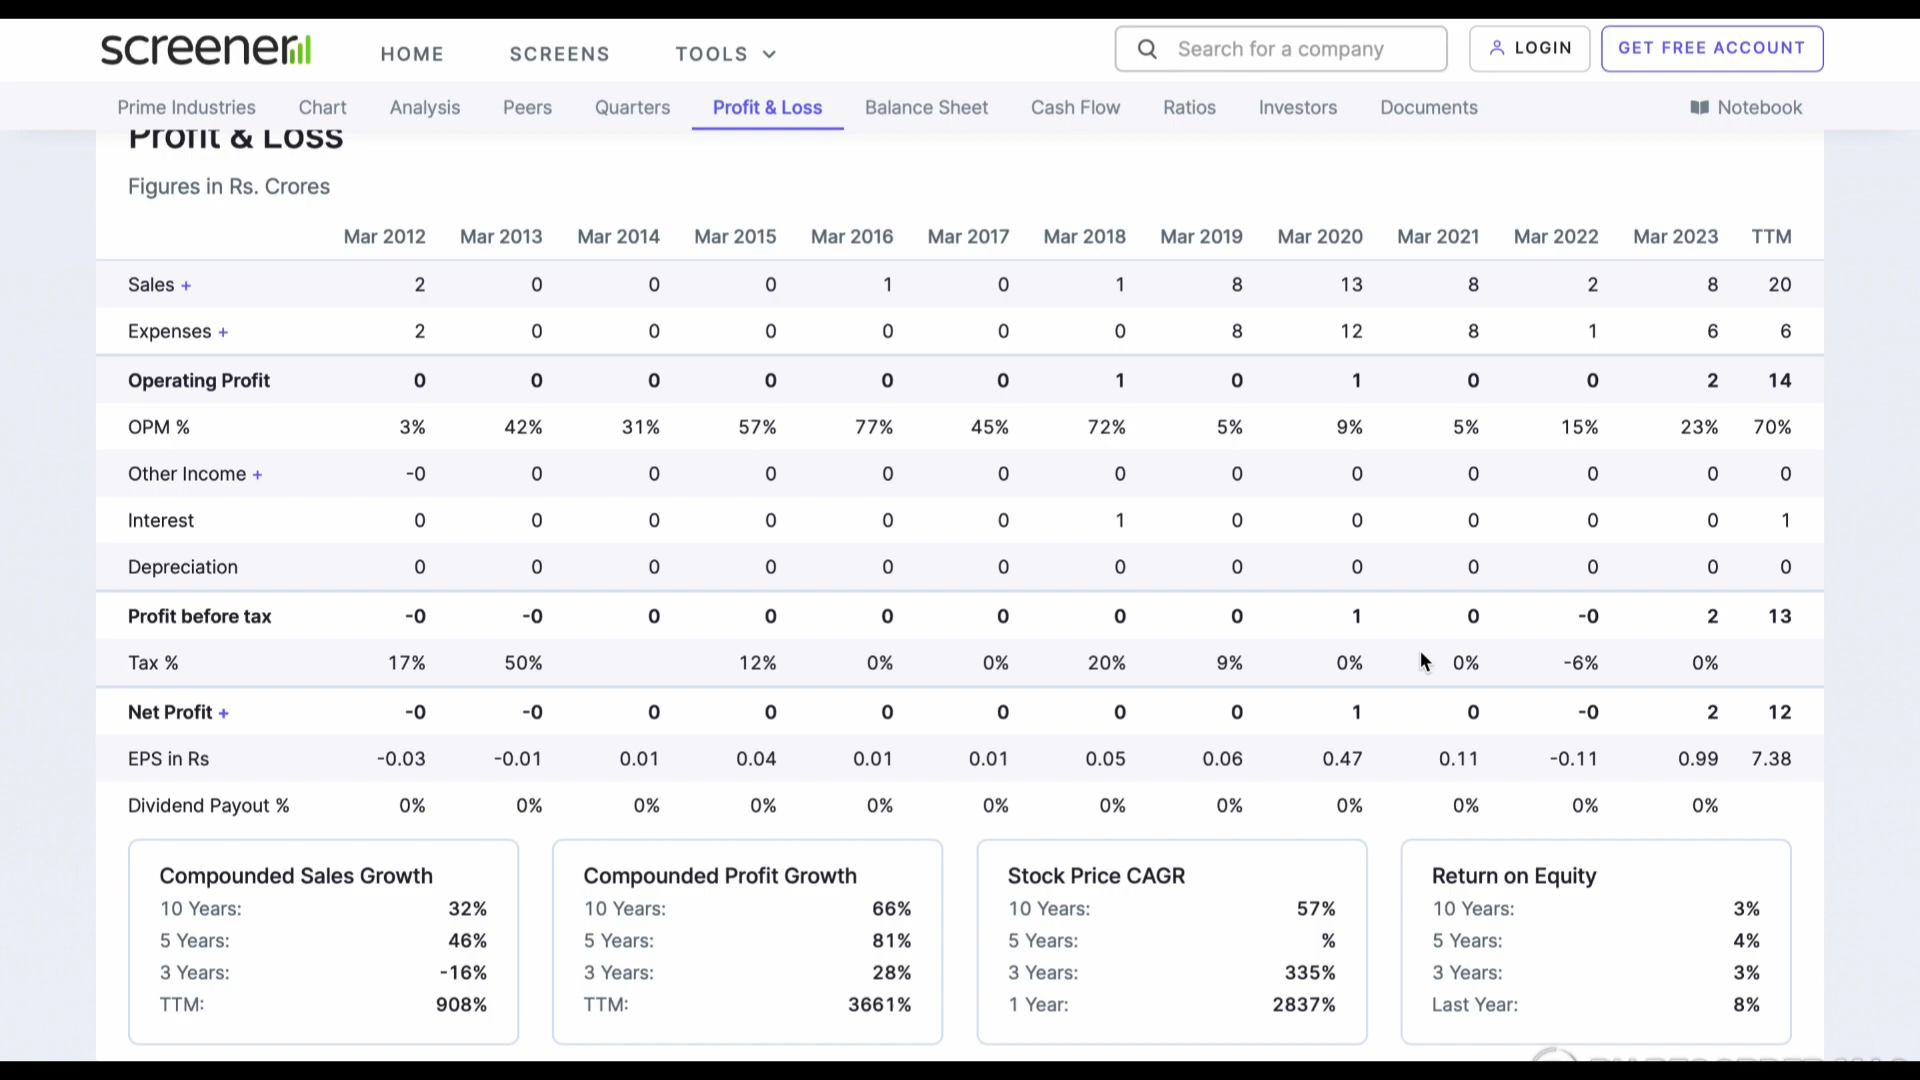 screener
HOME SCREENS TOOLS
Search for a company
LOGIN
GET FREE ACCOUNT
Prime Industries Chart Analysis Peers Quarters Profit & Loss Balance Sheet Cash Flow Ratios Investors Documents Notebook
Profit & Loss
Figures in Rs. Crores
Mar 2012 Mar 2013 Mar 2014 Mar 2015 Mar 2016 Mar 2017 Mar 2018 Mar 2019 Mar 2020 Mar 2021 Mar 2022 Mar 2023 TTM
Sales + 2 0 0 0 1 0 1 8 13 8 2 8 20
Expenses + 2 0 0 0 0 0 0 8 12 8 1 6 6
Operating Profit 0 0 0 0 0 0 1 0 1 0 0 2 14
OPM % 3% 42% 31% 57% 77% 45% 72% 5% 9% 5% 15% 23% 70%
Other Income + -0 0 0 0 0 0 0 0 0 0 0 0 0
Interest 0 0 0 0 0 0 1 0 0 0 0 0 1
Depreciation 0 0 0 0 0 0 0 0 0 0 0 0 0
Profit before tax -0 -0 0 0 0 0 0 0 1 0 -0 2 13
Tax % 17% 50% 12% 0% 0% 20% 9% 0% 0% -6% 0%
Net Profit + -0 -0 0 0 0 0 0 0 1 0 -0 2 12
EPS in Rs -0.03 -0.01 0.01 0.04 0.01 0.01 0.05 0.06 0.47 0.11 -0.11 0.99 7.38
Dividend Payout % 0% 0% 0% 0% 0% 0% 0% 0% 0% 0% 0% 0%
Compounded Sales Growth
10 Years: 32%
5 Years: 46%
3 Years: -16%
TTM: 908%
Compounded Profit Growth
10 Years: 66%
5 Years: 81%
3 Years: 28%
TTM: 3661%
Stock Price CAGR
10 Years: 57%
5 Years: %
3 Years: 335%
1 Year: 2837%
Return on Equity
10 Years: 3%
5 Years: 4%
3 Years: 3%
Last Year: 8%